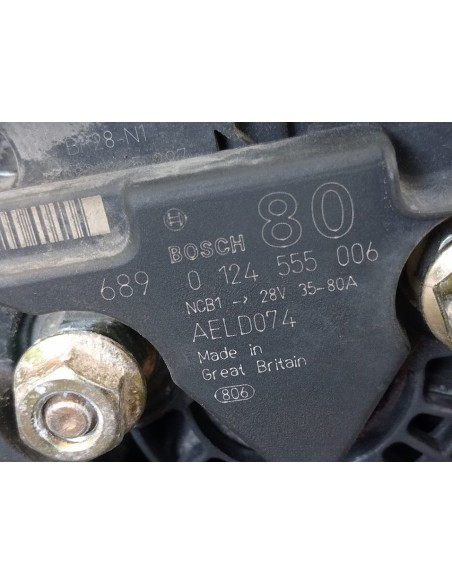 BOSCH 80
689 0 124 555 006
NCB1 -> 28V 35-80A
AELD074
Made in
Great Britain
806